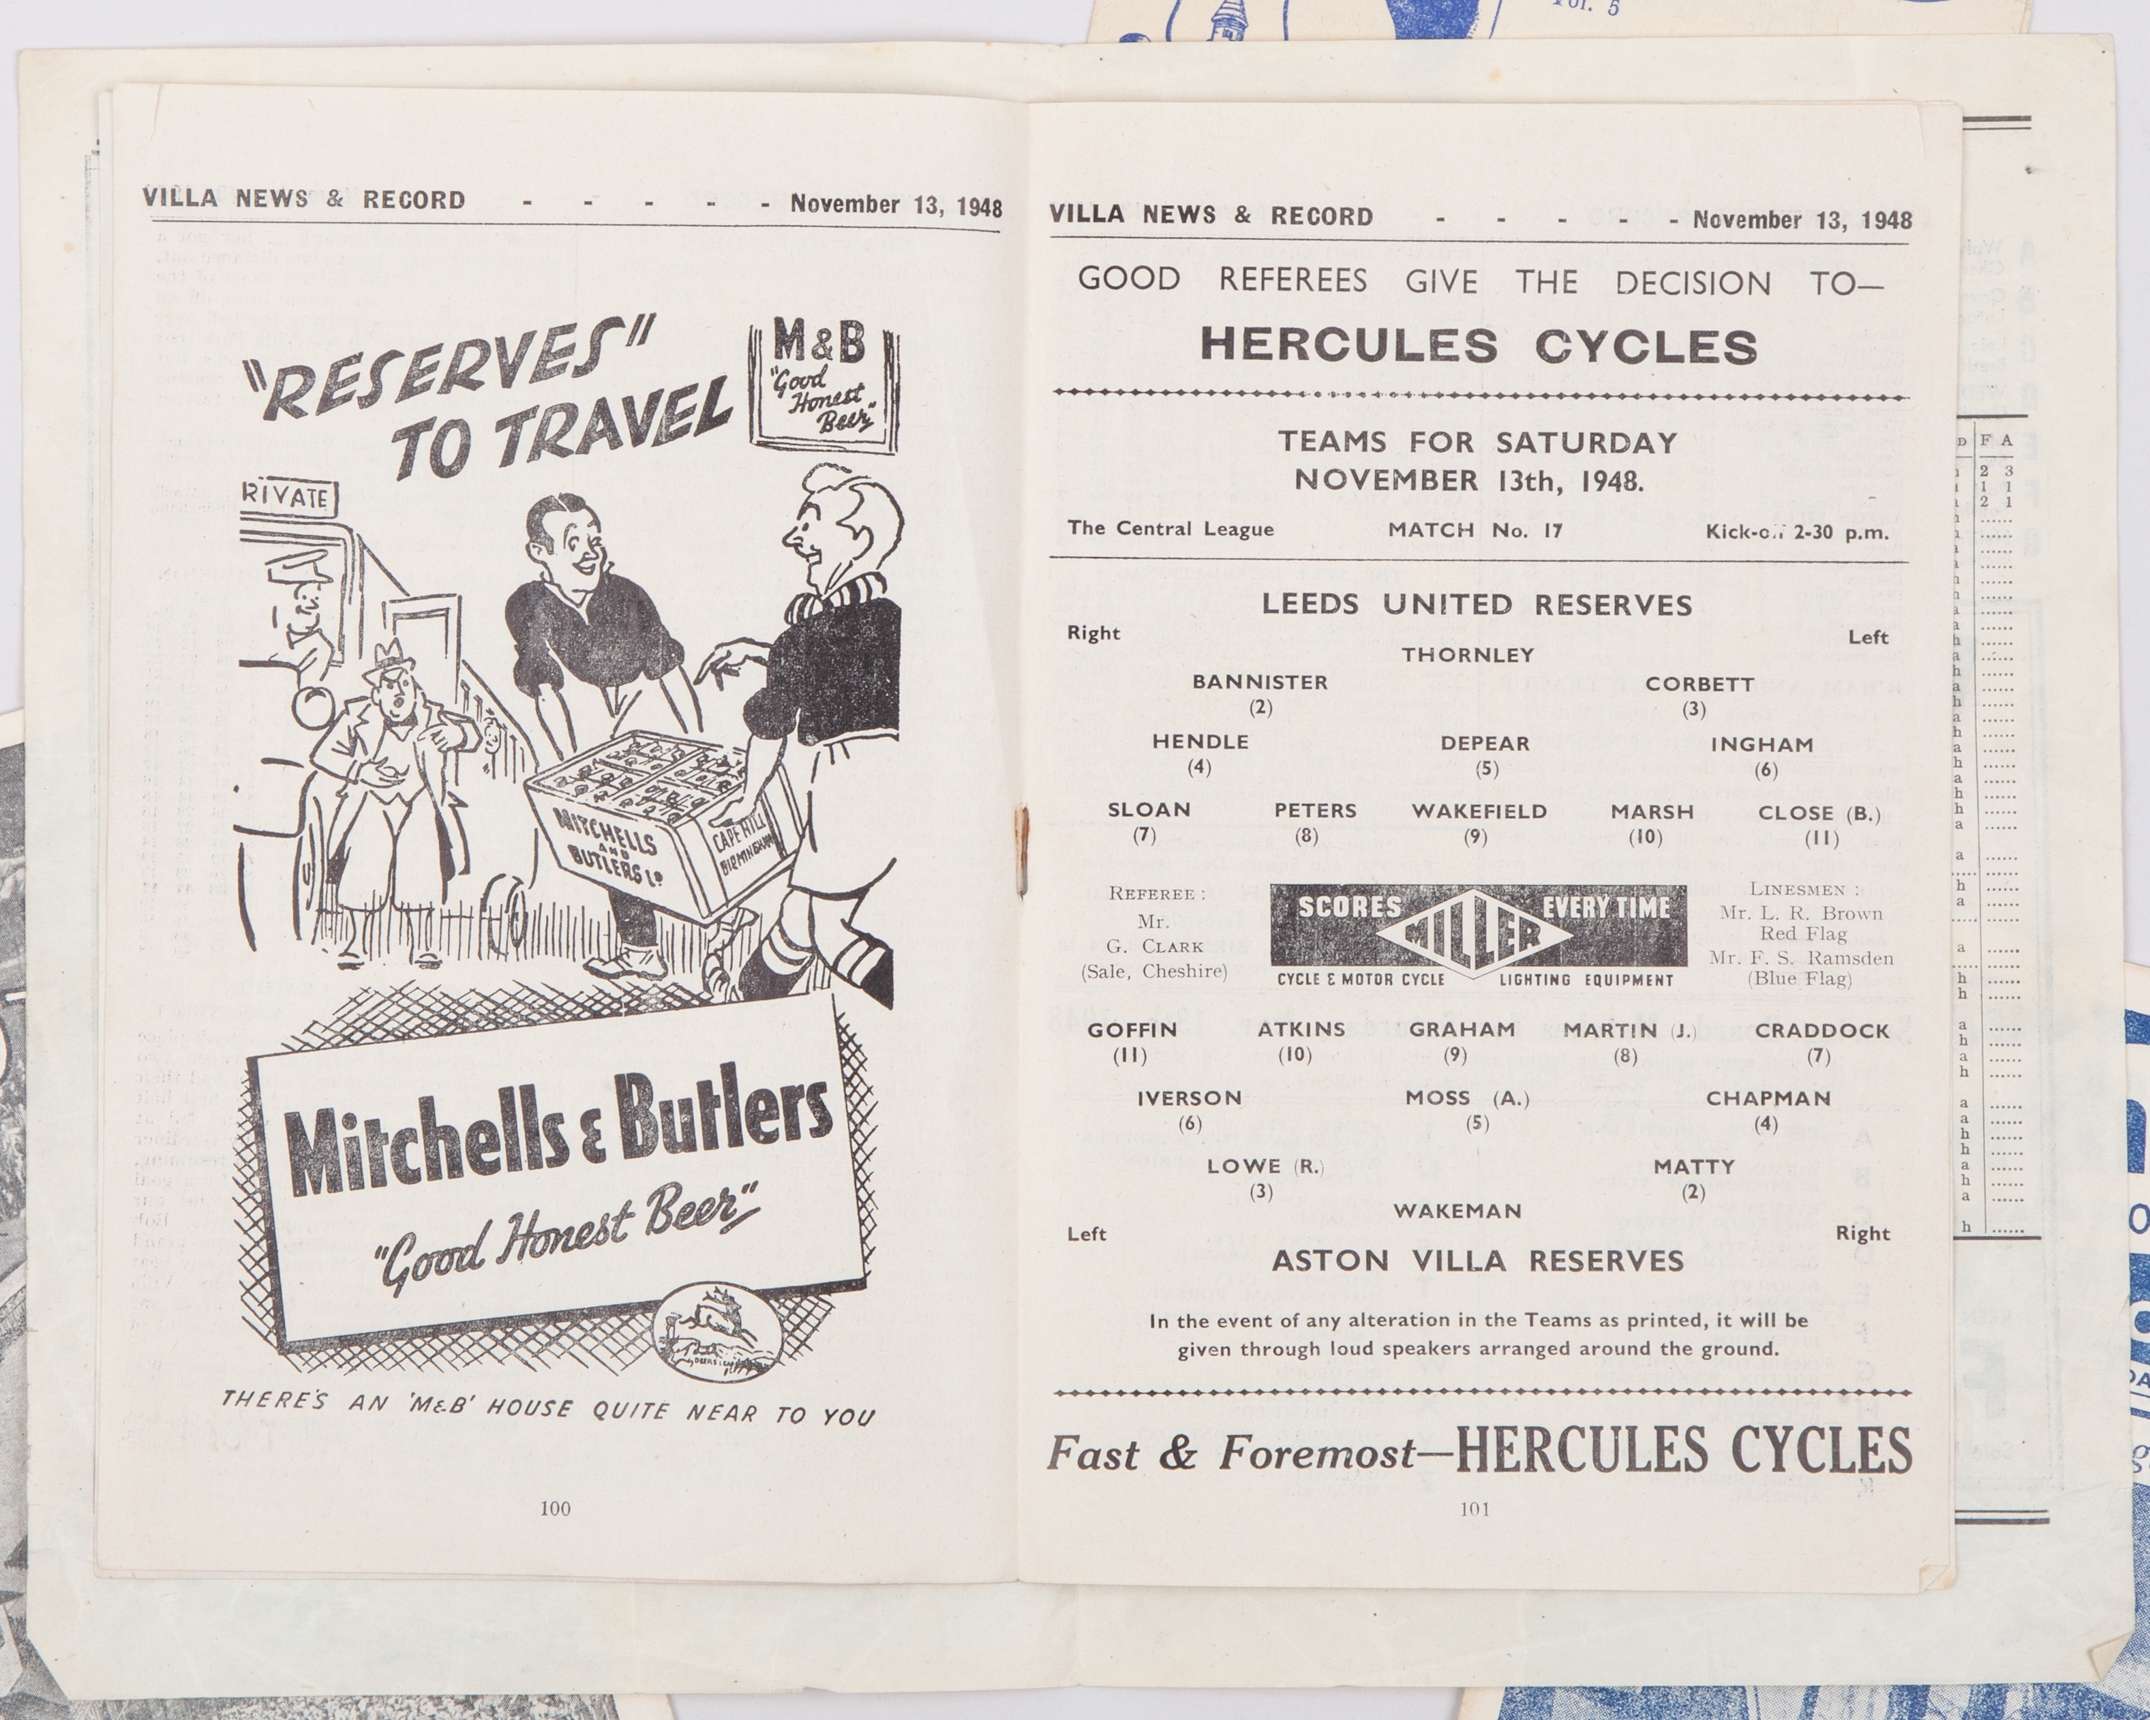 VILLA NEWS & RECORD - - - - - November 13, 1948
"RESERVES"
TO TRAVEL
M&B
"Good
Honest
Beer"
RIVATE
MITCHELLS
AND
BUTLERS LD
CAPE HILL
BIRMINGHAM
Mitchells & Butlers
"Good Honest Beer"
THERE'S AN 'M&B' HOUSE QUITE NEAR TO YOU
100
VILLA NEWS & RECORD - - - - - November 13, 1948
GOOD REFEREES GIVE THE DECISION TO—
HERCULES CYCLES
TEAMS FOR SATURDAY
NOVEMBER 13th, 1948.
The Central League MATCH No. 17 Kick-off 2-30 p.m.
LEEDS UNITED RESERVES
Right Left
THORNLEY
BANNISTER CORBETT
(2) (3)
HENDLE DEPEAR INGHAM
(4) (5) (6)
SLOAN PETERS WAKEFIELD MARSH CLOSE (B.)
(7) (8) (9) (10) (11)
REFEREE :
Mr.
G. CLARK
(Sale, Cheshire)
SCORES MILLER EVERY TIME
CYCLE & MOTOR CYCLE LIGHTING EQUIPMENT
LINESMEN :
Mr. L. R. Brown
Red Flag
Mr. F. S. Ramsden
(Blue Flag)
GOFFIN ATKINS GRAHAM MARTIN (J.) CRADDOCK
(11) (10) (9) (8) (7)
IVERSON MOSS (A.) CHAPMAN
(6) (5) (4)
LOWE (R.) MATTY
(3) (2)
WAKEMAN
Left Right
ASTON VILLA RESERVES
In the event of any alteration in the Teams as printed, it will be
given through loud speakers arranged around the ground.
Fast & Foremost—HERCULES CYCLES
101
D F A
2 3
1 1
2 1